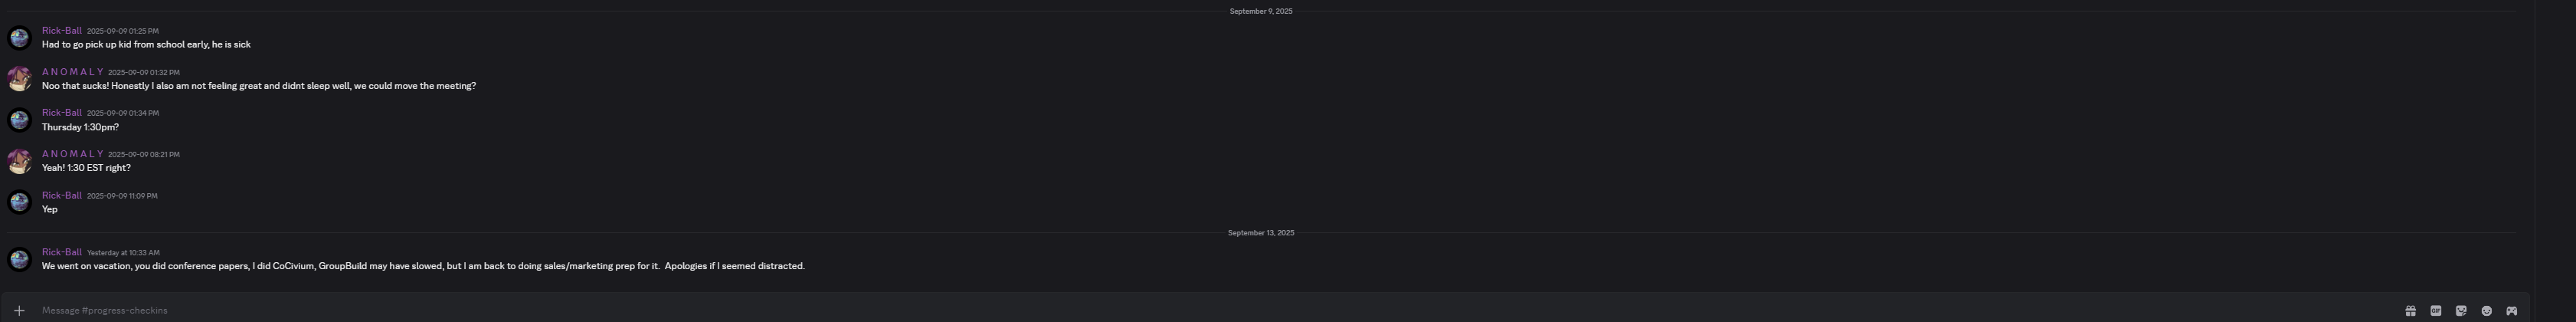 September 9, 2025
Rick-Ball 2025-09-09 01:25 PM
Had to go pick up kid from school early, he is sick
A N O M A L Y 2025-09-09 01:32 PM
Noo that sucks! Honestly I also am not feeling great and didnt sleep well, we could move the meeting?
Rick-Ball 2025-09-09 01:34 PM
Thursday 1:30pm?
A N O M A L Y 2025-09-09 08:21 PM
Yeah! 1:30 EST right?
Rick-Ball 2025-09-09 11:09 PM
Yep
September 13, 2025
Rick-Ball Yesterday at 10:33 AM
We went on vacation, you did conference papers, I did CoCivium, GroupBuild may have slowed, but I am back to doing sales/marketing prep for it.  Apologies if I seemed distracted.
Message #progress-checkins
GIF